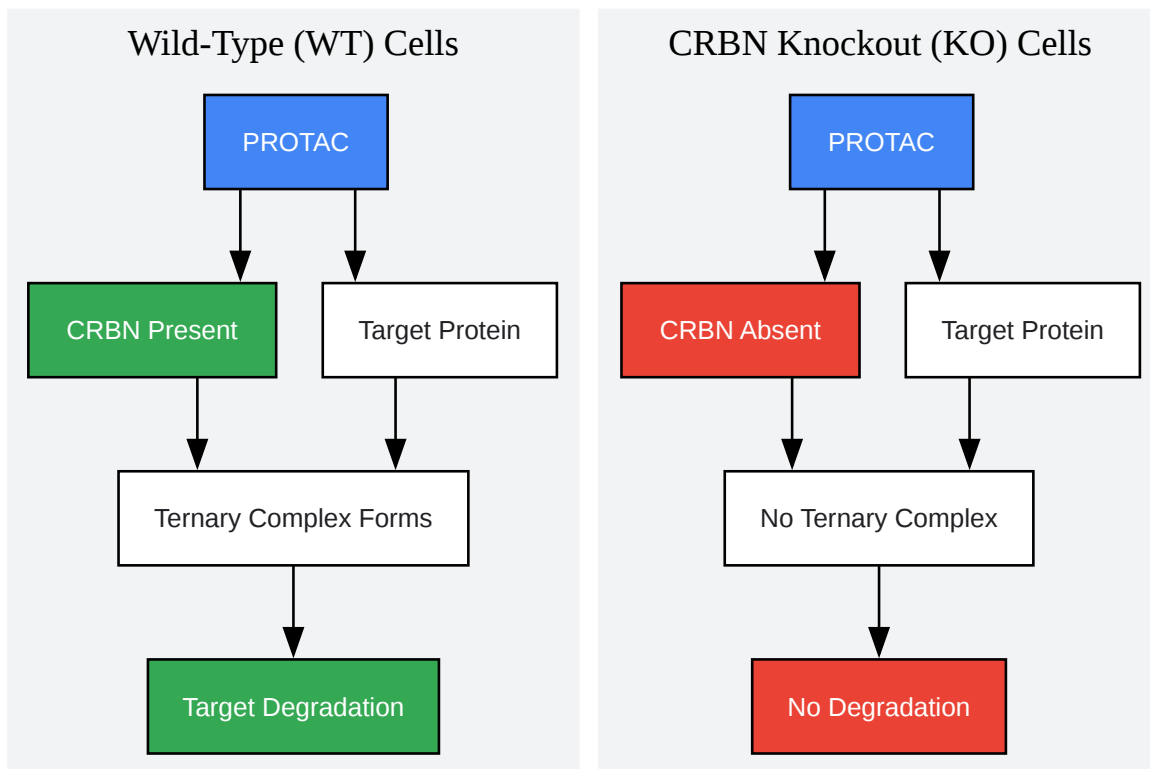 Wild-Type (WT) Cells
PROTAC
CRBN Present
Target Protein
Ternary Complex Forms
Target Degradation
CRBN Knockout (KO) Cells
PROTAC
CRBN Absent
Target Protein
No Ternary Complex
No Degradation